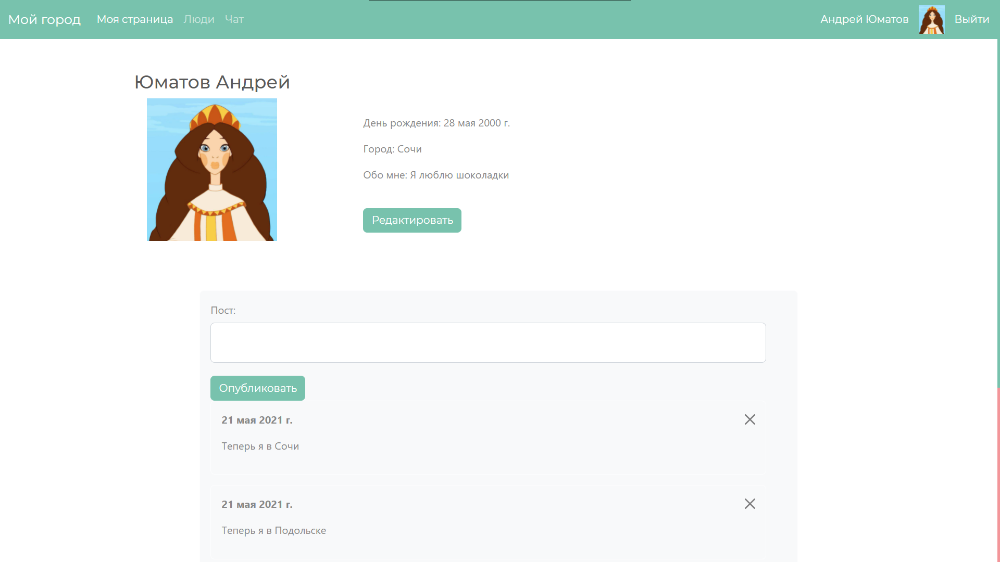 Мой город Моя страница Люди Чат Андрей Юматов Выйти
Юматов Андрей
День рождения: 28 мая 2000 г.
Город: Сочи
Обо мне: Я люблю шоколадки
Редактировать
Пост:
Опубликовать
21 мая 2021 г.
Теперь я в Сочи
21 мая 2021 г.
Теперь я в Подольске